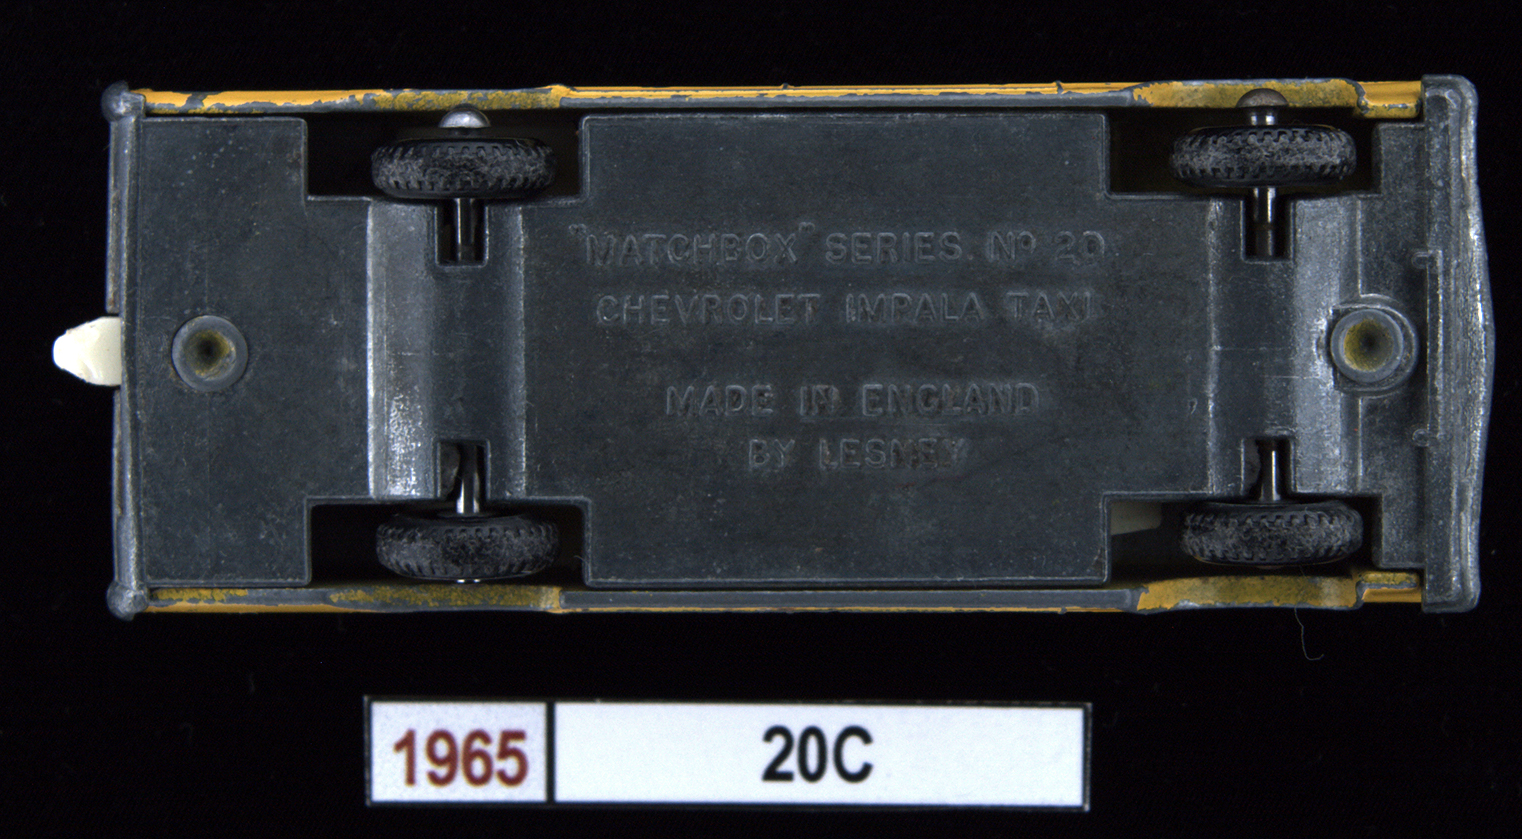 "MATCHBOX" SERIES. Nº 20
CHEVROLET IMPALA TAXI
MADE IN ENGLAND
BY LESNEY
1965 20C